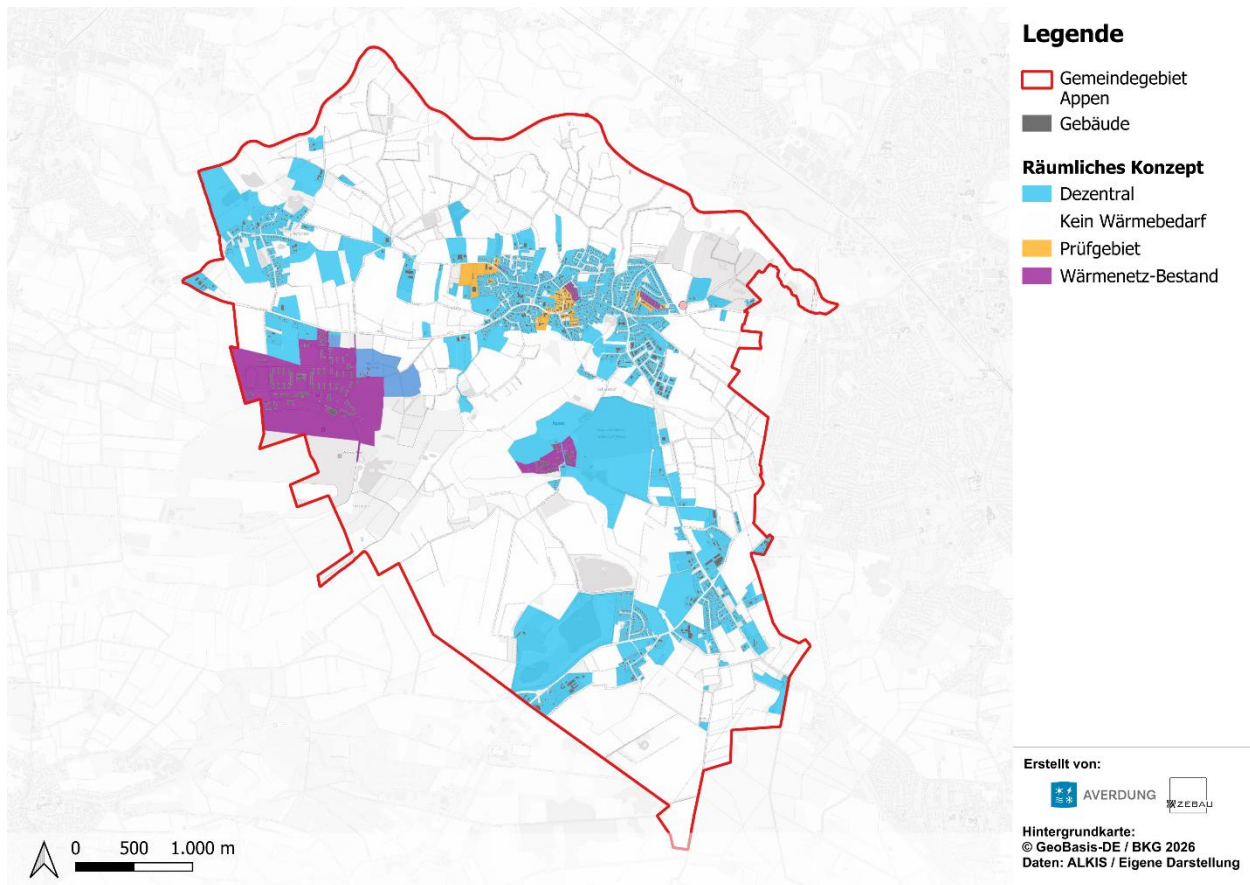 Legende
Gemeindegebiet
Appen
Gebäude
Räumliches Konzept
Dezentral
Kein Wärmebedarf
Prüfgebiet
Wärmenetz-Bestand
0 500 1.000 m
Erstellt von:
AVERDUNG
ZEBAU
Hintergrundkarte:
© GeoBasis-DE / BKG 2026
Daten: ALKIS / Eigene Darstellung